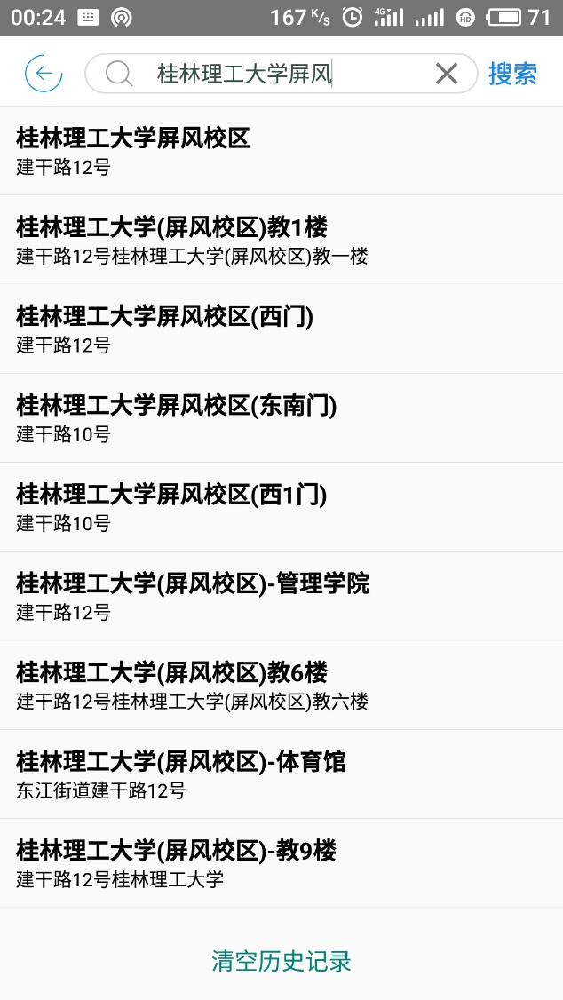 00:24 167 K/s 4G HD 71
桂林理工大学屏风 搜索
桂林理工大学屏风校区
建干路12号
桂林理工大学(屏风校区)教1楼
建干路12号桂林理工大学(屏风校区)教一楼
桂林理工大学屏风校区(西门)
建干路12号
桂林理工大学屏风校区(东南门)
建干路10号
桂林理工大学屏风校区(西1门)
建干路10号
桂林理工大学(屏风校区)-管理学院
建干路12号
桂林理工大学(屏风校区)教6楼
建干路12号桂林理工大学(屏风校区)教六楼
桂林理工大学(屏风校区)-体育馆
东江街道建干路12号
桂林理工大学(屏风校区)-教9楼
建干路12号桂林理工大学
清空历史记录